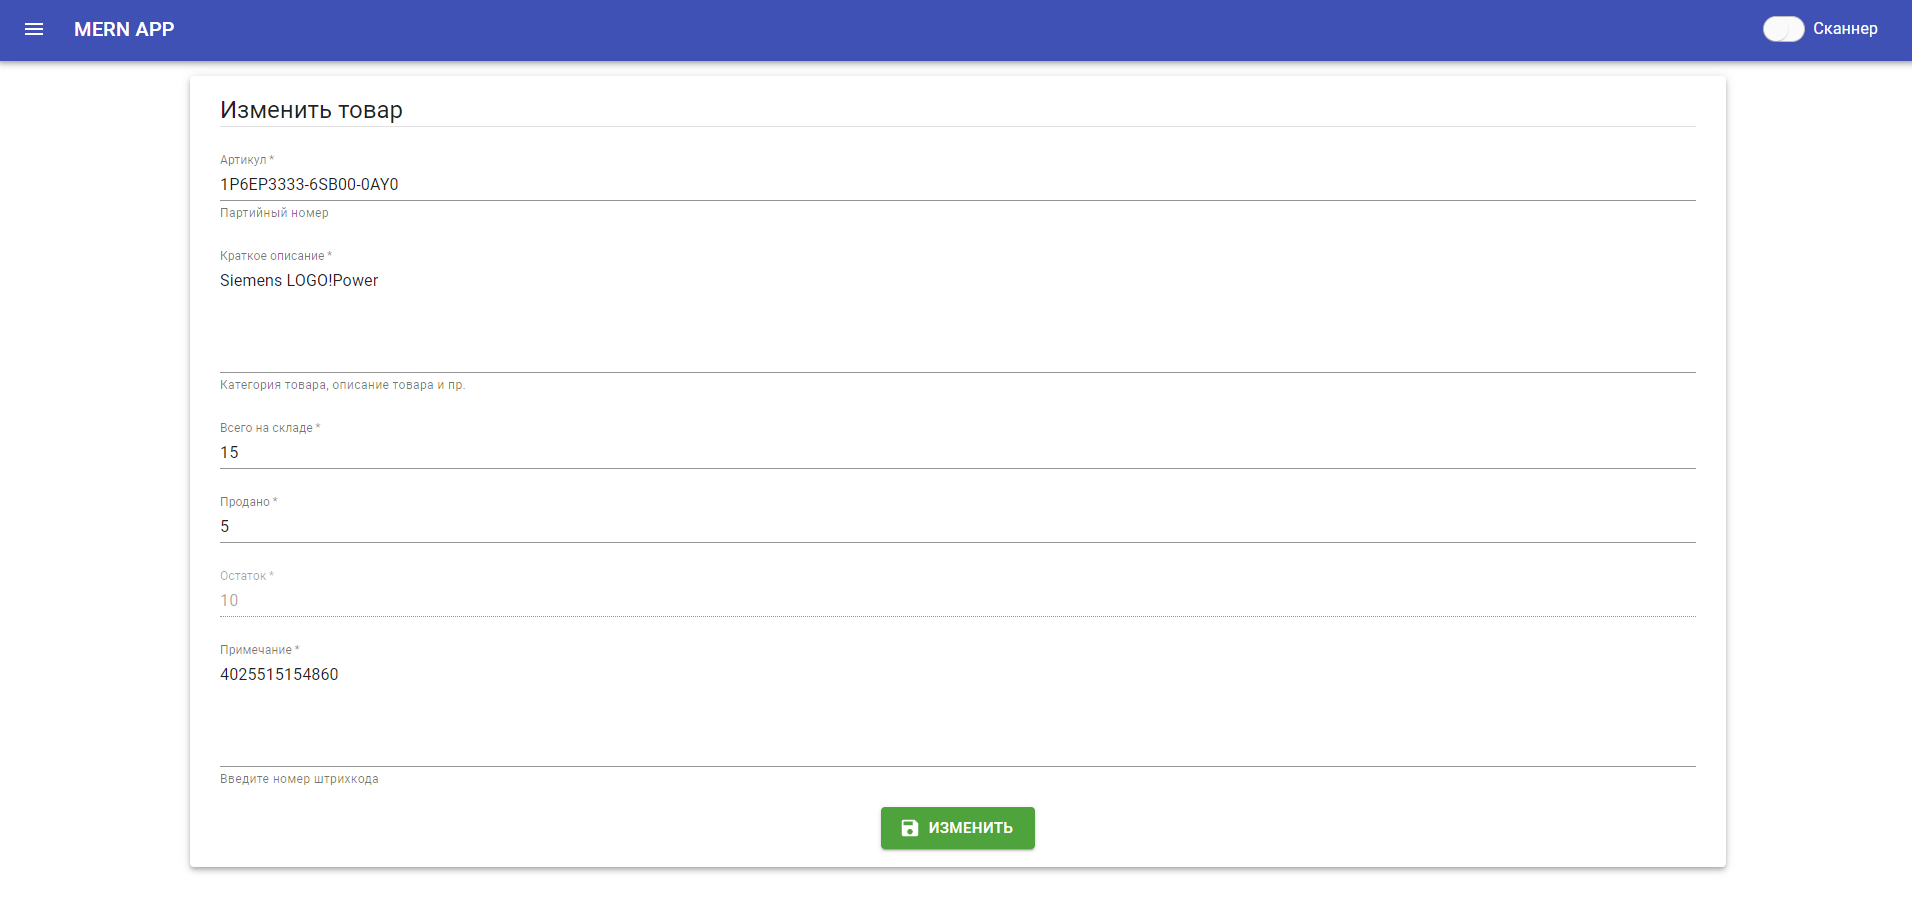 MERN APP
Сканнер
Изменить товар
Артикул *
1P6EP3333-6SB00-0AY0
Партийный номер
Краткое описание *
Siemens LOGO!Power
Категория товара, описание товара и пр.
Всего на складе *
15
Продано *
5
Остаток *
10
Примечание *
4025515154860
Введите номер штрихкода
ИЗМЕНИТЬ